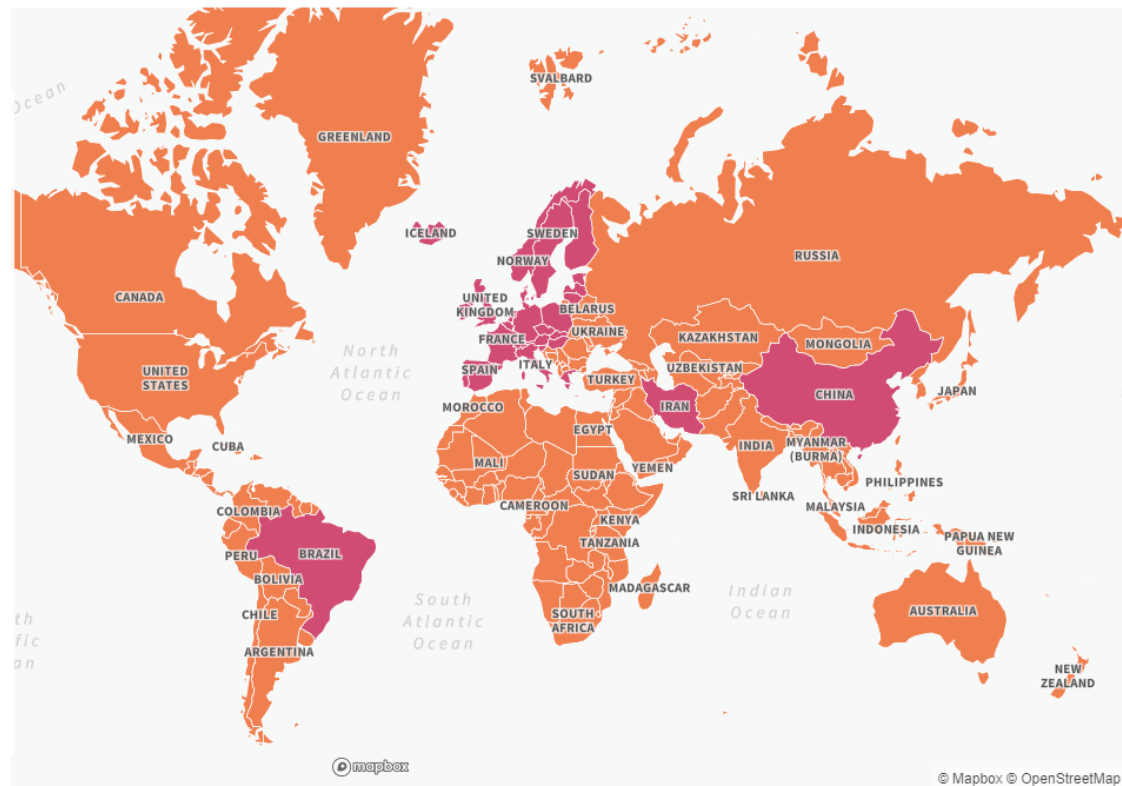 Ocean
SVALBARD
GREENLAND
ICELAND
SWEDEN
NORWAY
RUSSIA
CANADA
UNITED
KINGDOM
BELARUS
UKRAINE
FRANCE
KAZAKHSTAN
MONGOLIA
North
Atlantic
Ocean
UNITED
STATES
SPAIN
ITALY
TURKEY
UZBEKISTAN
CHINA
JAPAN
MOROCCO
IRAN
MEXICO
CUBA
EGYPT
INDIA
MYANMAR
(BURMA)
MALI
SUDAN
YEMEN
PHILIPPINES
SRI LANKA
COLOMBIA
CAMEROON
KENYA
MALAYSIA
INDONESIA
PERU
BRAZIL
TANZANIA
PAPUA NEW
GUINEA
BOLIVIA
MADAGASCAR
Indian
Ocean
South
Atlantic
Ocean
CHILE
SOUTH
AFRICA
AUSTRALIA
ARGENTINA
NEW
ZEALAND
mapbox
© Mapbox © OpenStreetMap